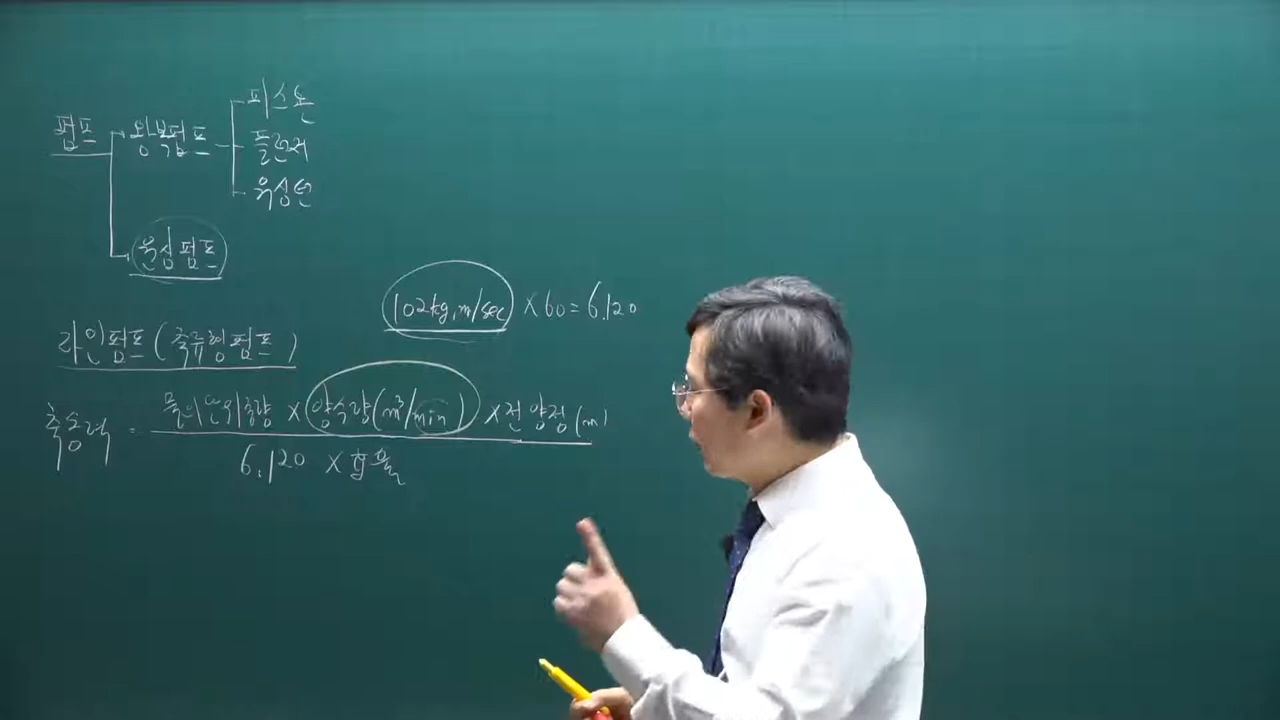 피스톤
펌프 왕복펌프 플런저
워싱턴
원심펌프
102kg.m/sec × 60 = 6.120
라인펌프(축류형펌프)
축동력 = 물의단위중량 × 양수량(m³/min) × 전양정(m)
6.120 × 효율